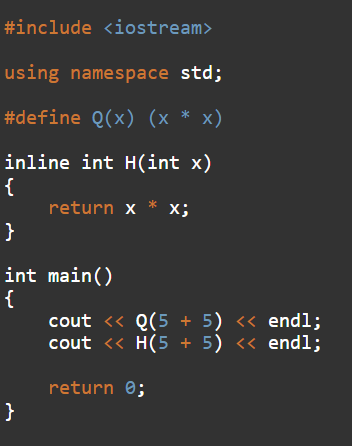 #include <iostream>
using namespace std;
#define Q(x) (x * x)
inline int H(int x)
{
    return x * x;
}
int main()
{
    cout << Q(5 + 5) << endl;
    cout << H(5 + 5) << endl;
    return 0;
}